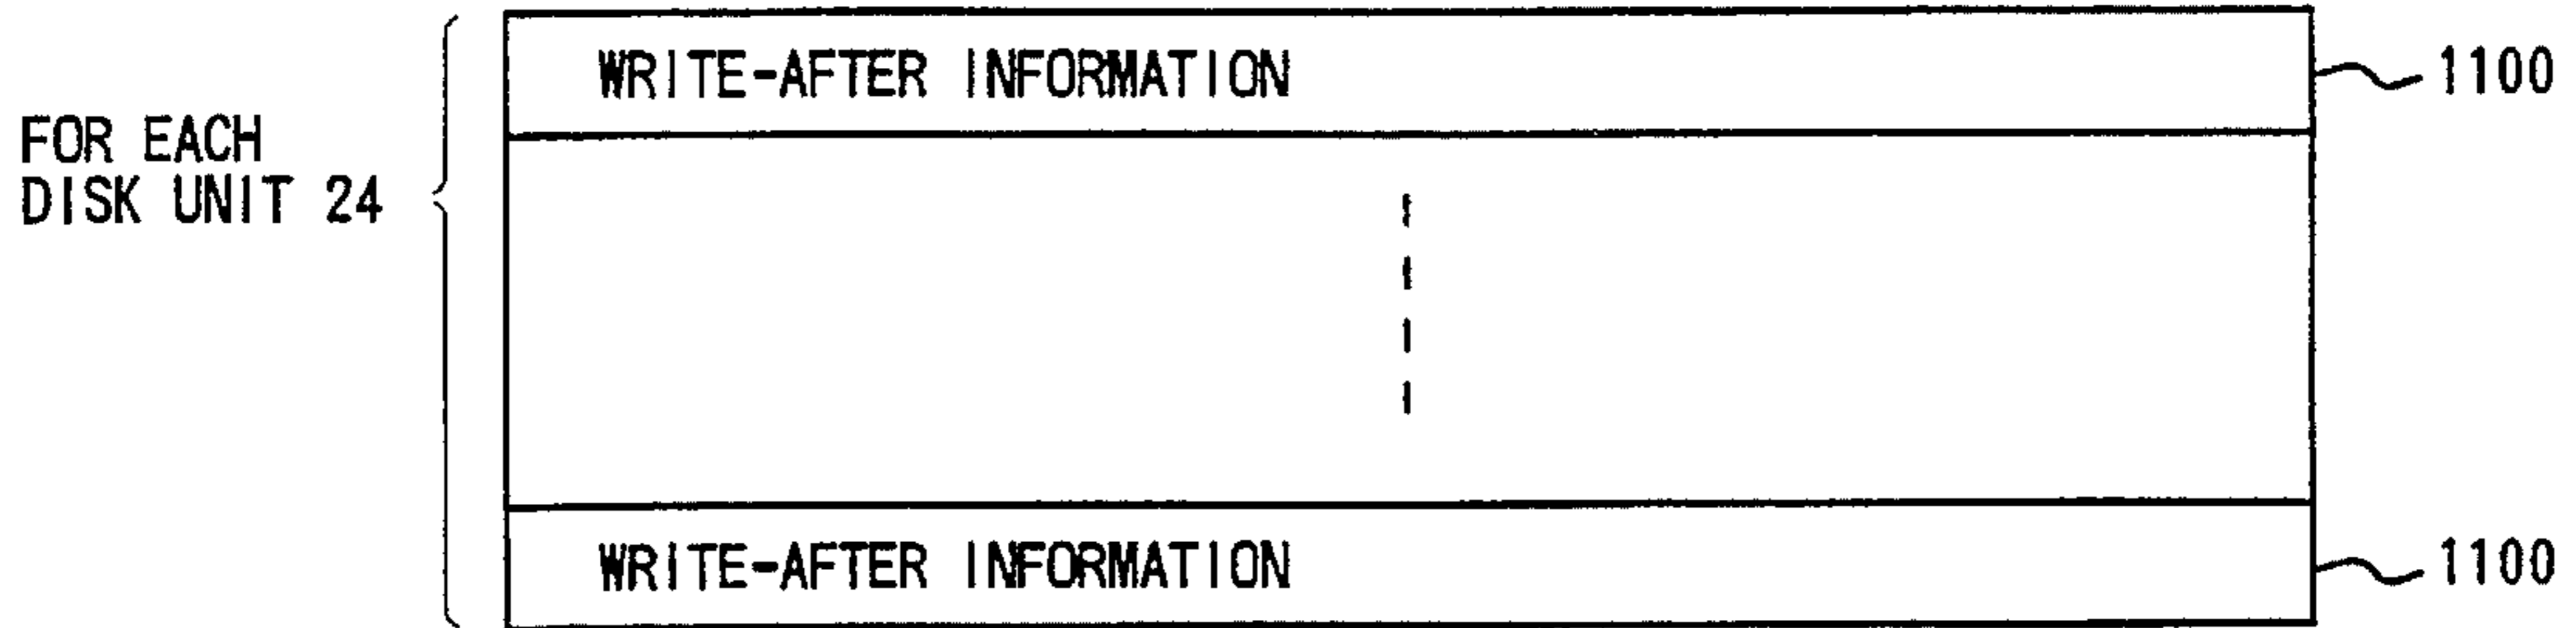 WRITE-AFTER INFORMATION 1100
FOR EACH
DISK UNIT 24
WRITE-AFTER INFORMATION 1100